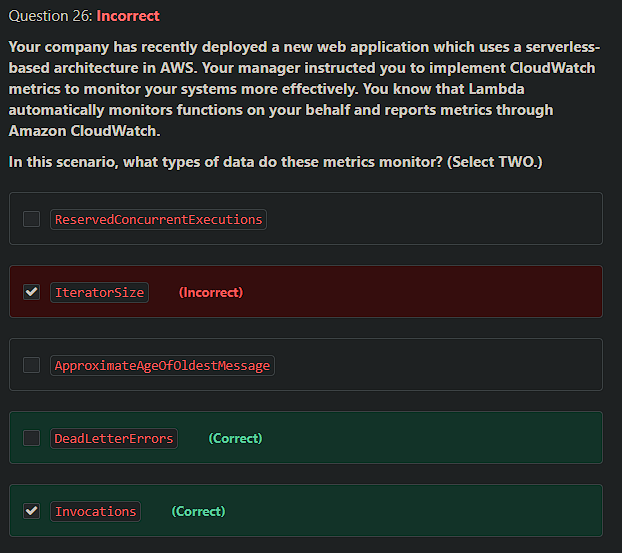 Question 26: Incorrect
Your company has recently deployed a new web application which uses a serverless-
based architecture in AWS. Your manager instructed you to implement CloudWatch
metrics to monitor your systems more effectively. You know that Lambda
automatically monitors functions on your behalf and reports metrics through
Amazon CloudWatch.
In this scenario, what types of data do these metrics monitor? (Select TWO.)
ReservedConcurrentExecutions
IteratorSize (Incorrect)
ApproximateAgeOfOldestMessage
DeadLetterErrors (Correct)
Invocations (Correct)